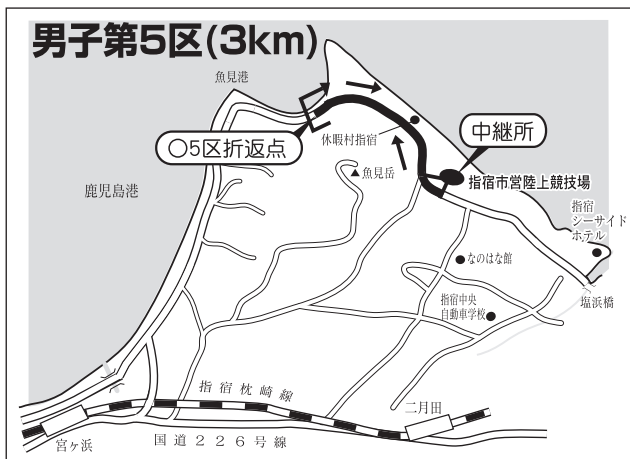 男子第5区(3km)
魚見港
○5区折返点
休暇村指宿
中継所
魚見岳
指宿市営陸上競技場
鹿児島港
指宿
シーサイド
ホテル
なのはな館
指宿中央
自動車学校
塩浜橋
指宿枕崎線
二月田
宮ヶ浜
国道226号線